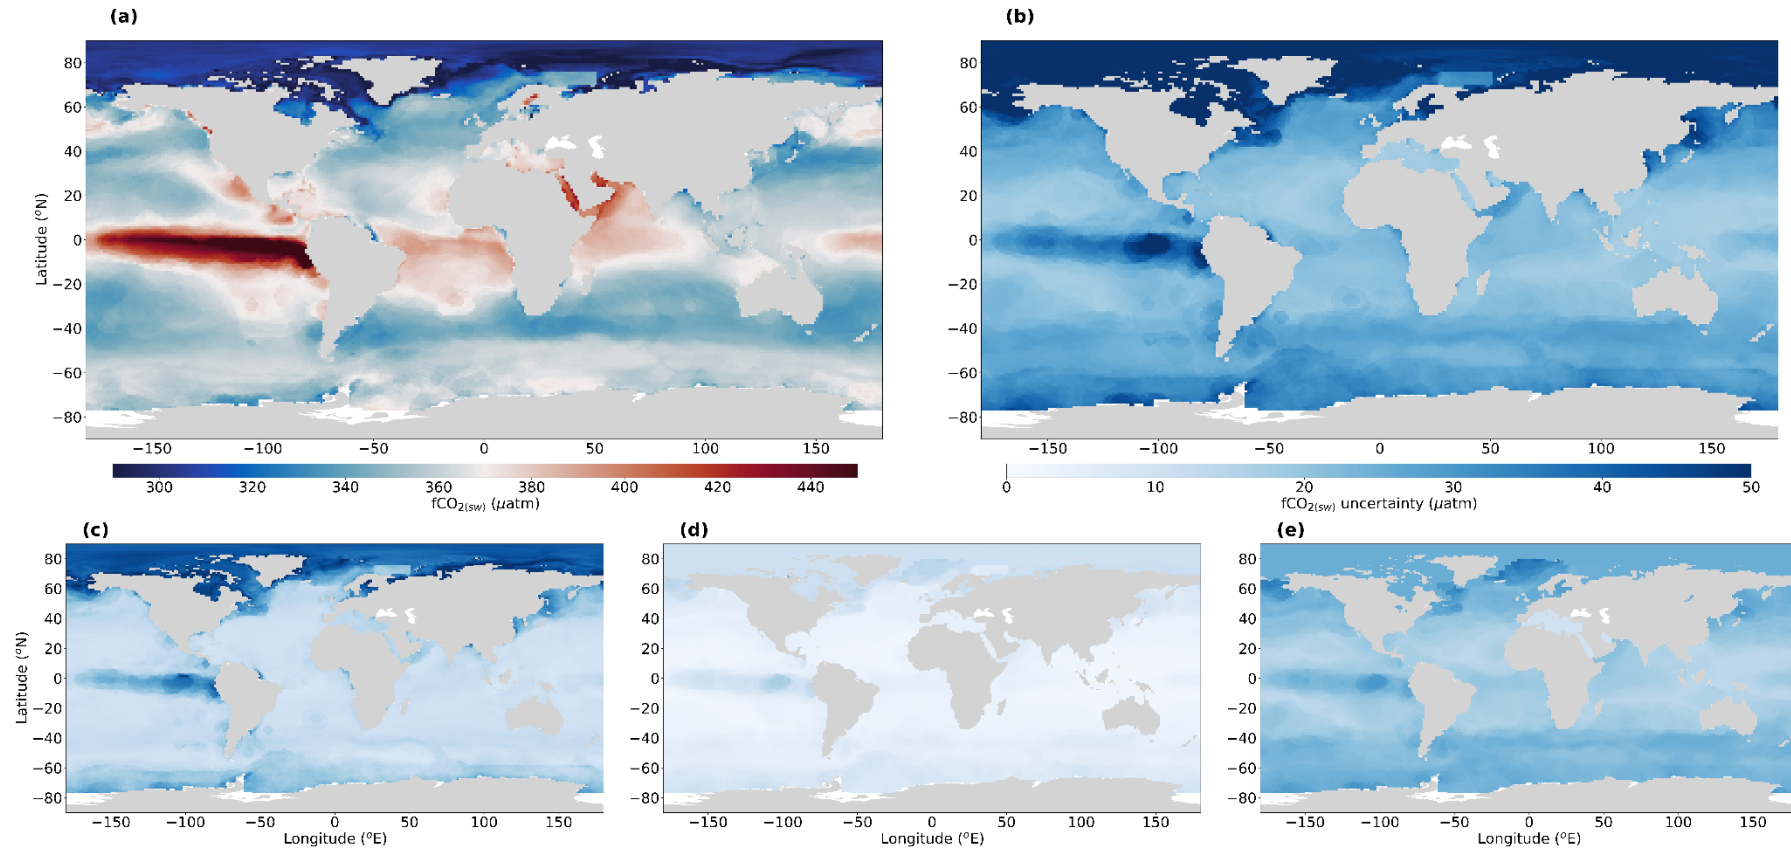 (a)
(b)
80
60
40
20
0
−20
−40
−60
−80
Latitude (°N)
−150 −100 −50 0 50 100 150
300 320 340 360 380 400 420 440
fCO2(sw) (μatm)
80
60
40
20
0
−20
−40
−60
−80
−150 −100 −50 0 50 100 150
0 10 20 30 40 50
fCO2(sw) uncertainty (μatm)
(c)
(d)
(e)
80
60
40
20
0
−20
−40
−60
−80
Latitude (°N)
−150 −100 −50 0 50 100 150
Longitude (°E)
80
60
40
20
0
−20
−40
−60
−80
−150 −100 −50 0 50 100 150
Longitude (°E)
80
60
40
20
0
−20
−40
−60
−80
−150 −100 −50 0 50 100 150
Longitude (°E)